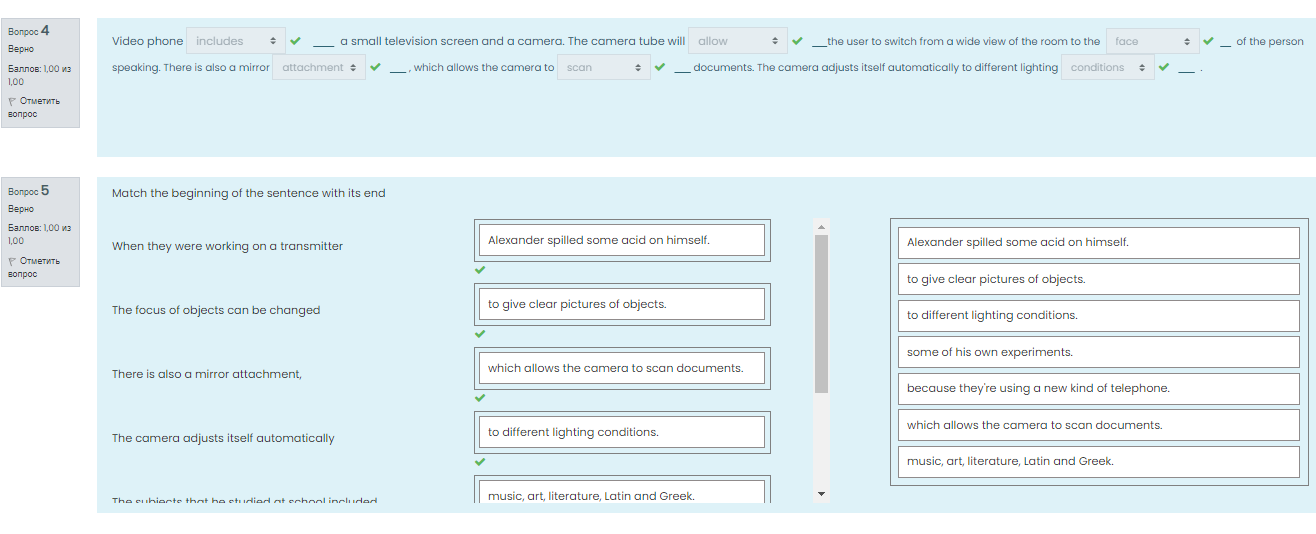 Вопрос 4
Верно
Баллов: 1,00 из
1,00
Отметить
вопрос
Video phone includes ___ a small television screen and a camera. The camera tube will allow __the user to switch from a wide view of the room to the face _ of the person
speaking. There is also a mirror attachment __, which allows the camera to scan __ documents. The camera adjusts itself automatically to different lighting conditions __.
Вопрос 5
Верно
Баллов: 1,00 из
1,00
Отметить
вопрос
Match the beginning of the sentence with its end
When they were working on a transmitter
Alexander spilled some acid on himself.
The focus of objects can be changed
to give clear pictures of objects.
There is also a mirror attachment,
which allows the camera to scan documents.
The camera adjusts itself automatically
to different lighting conditions.
The subjects that he studied at school included
music, art, literature, Latin and Greek.
Alexander spilled some acid on himself.
to give clear pictures of objects.
to different lighting conditions.
some of his own experiments.
because they're using a new kind of telephone.
which allows the camera to scan documents.
music, art, literature, Latin and Greek.